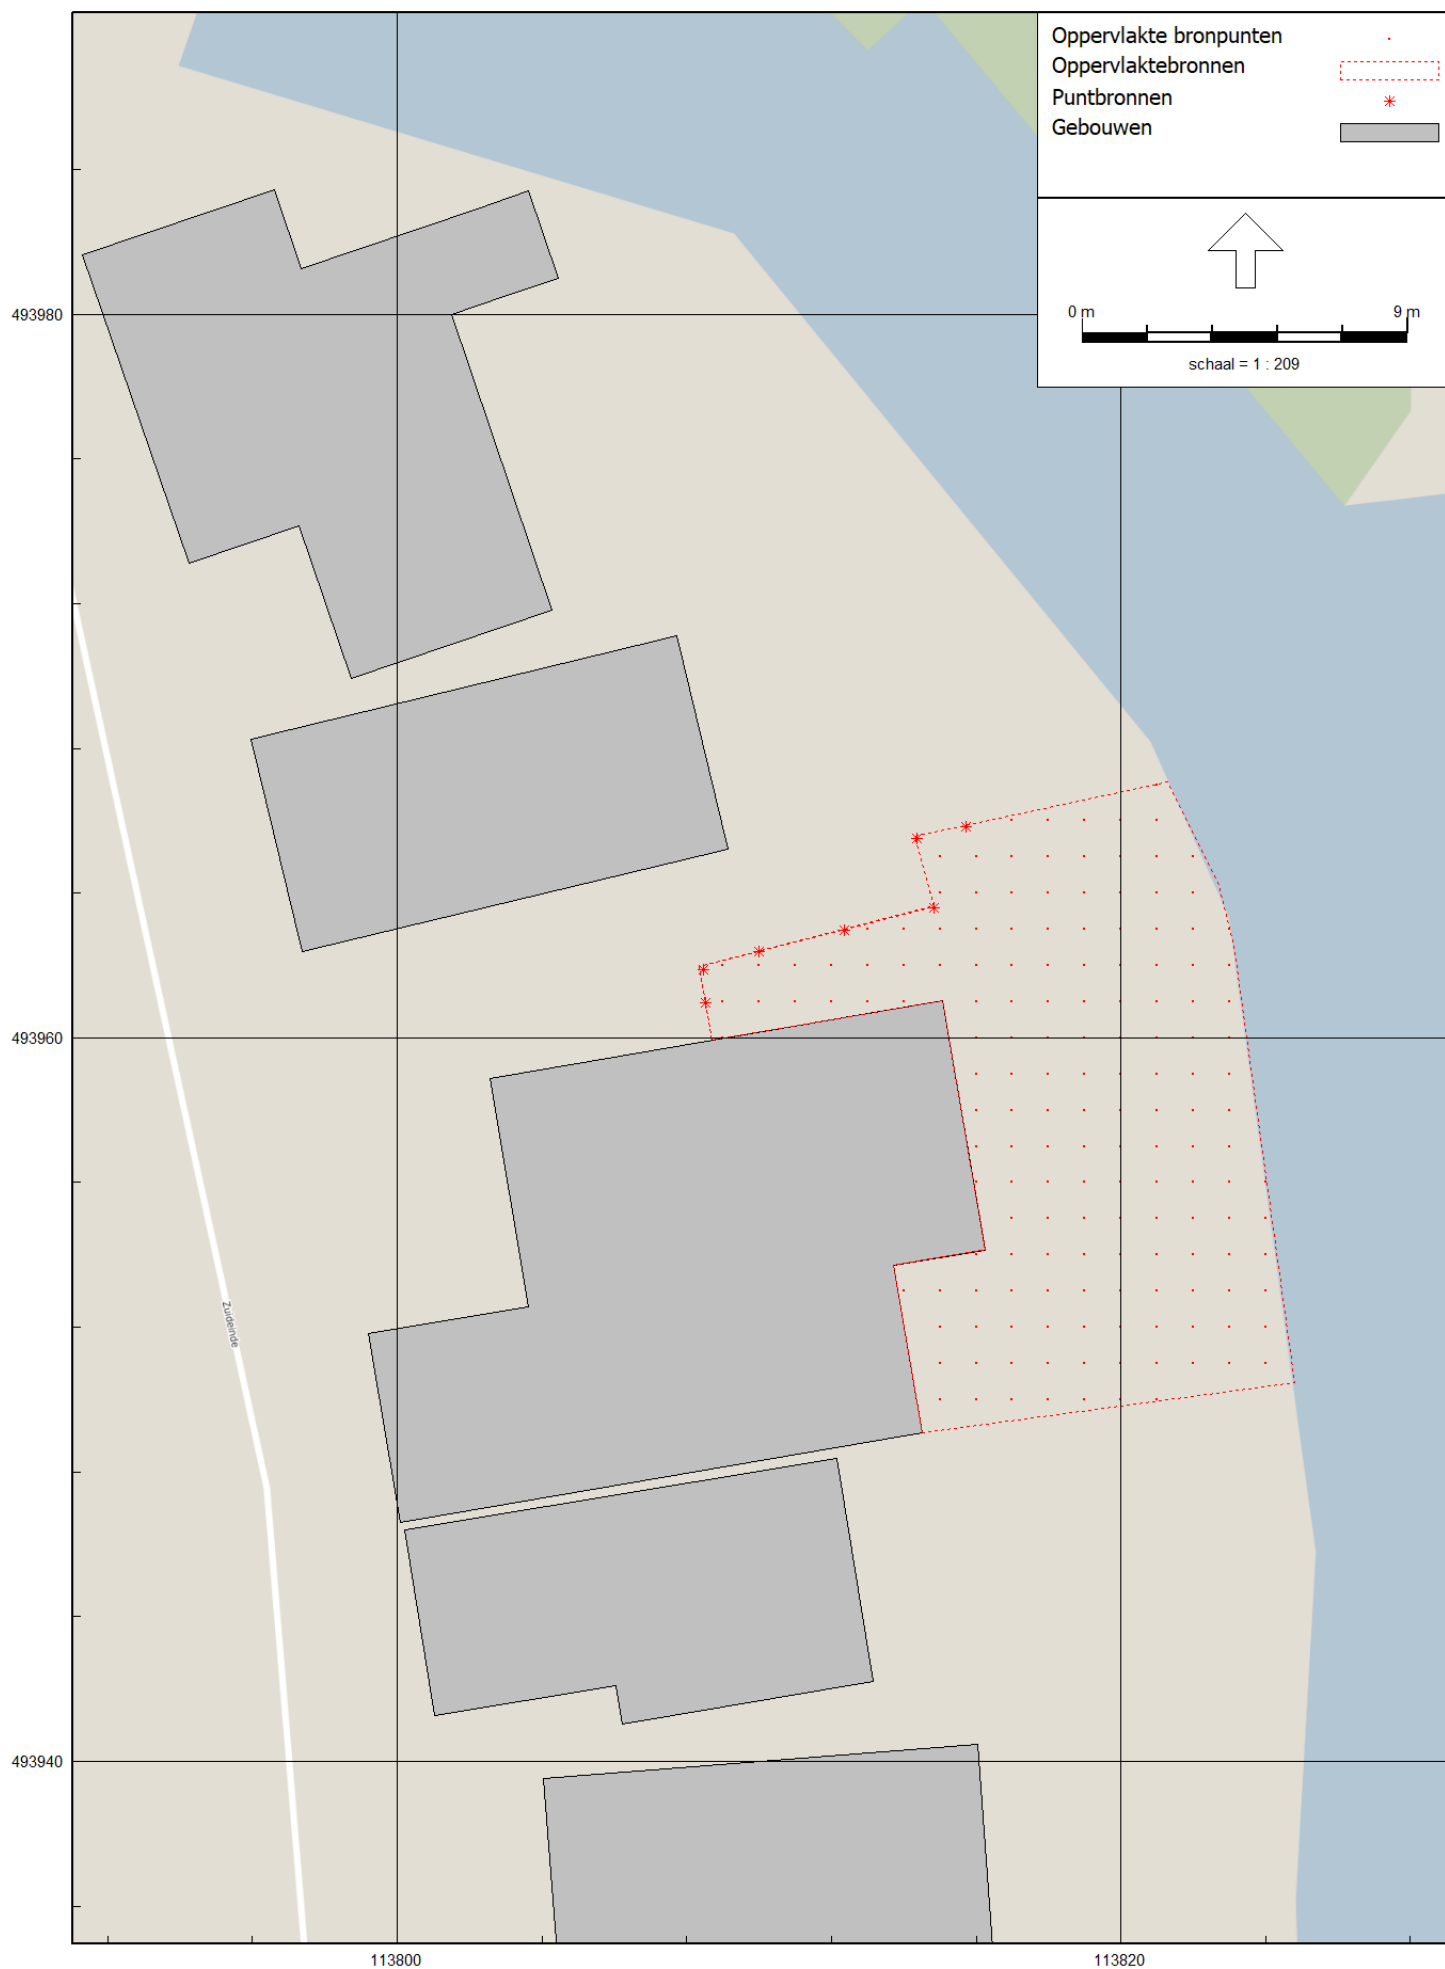 Oppervlakte bronpunten
Oppervlaktebronnen
Puntbronnen
Gebouwen
0 m 9 m
schaal = 1 : 209
493980
493960
Zuideinde
493940
113800 113820